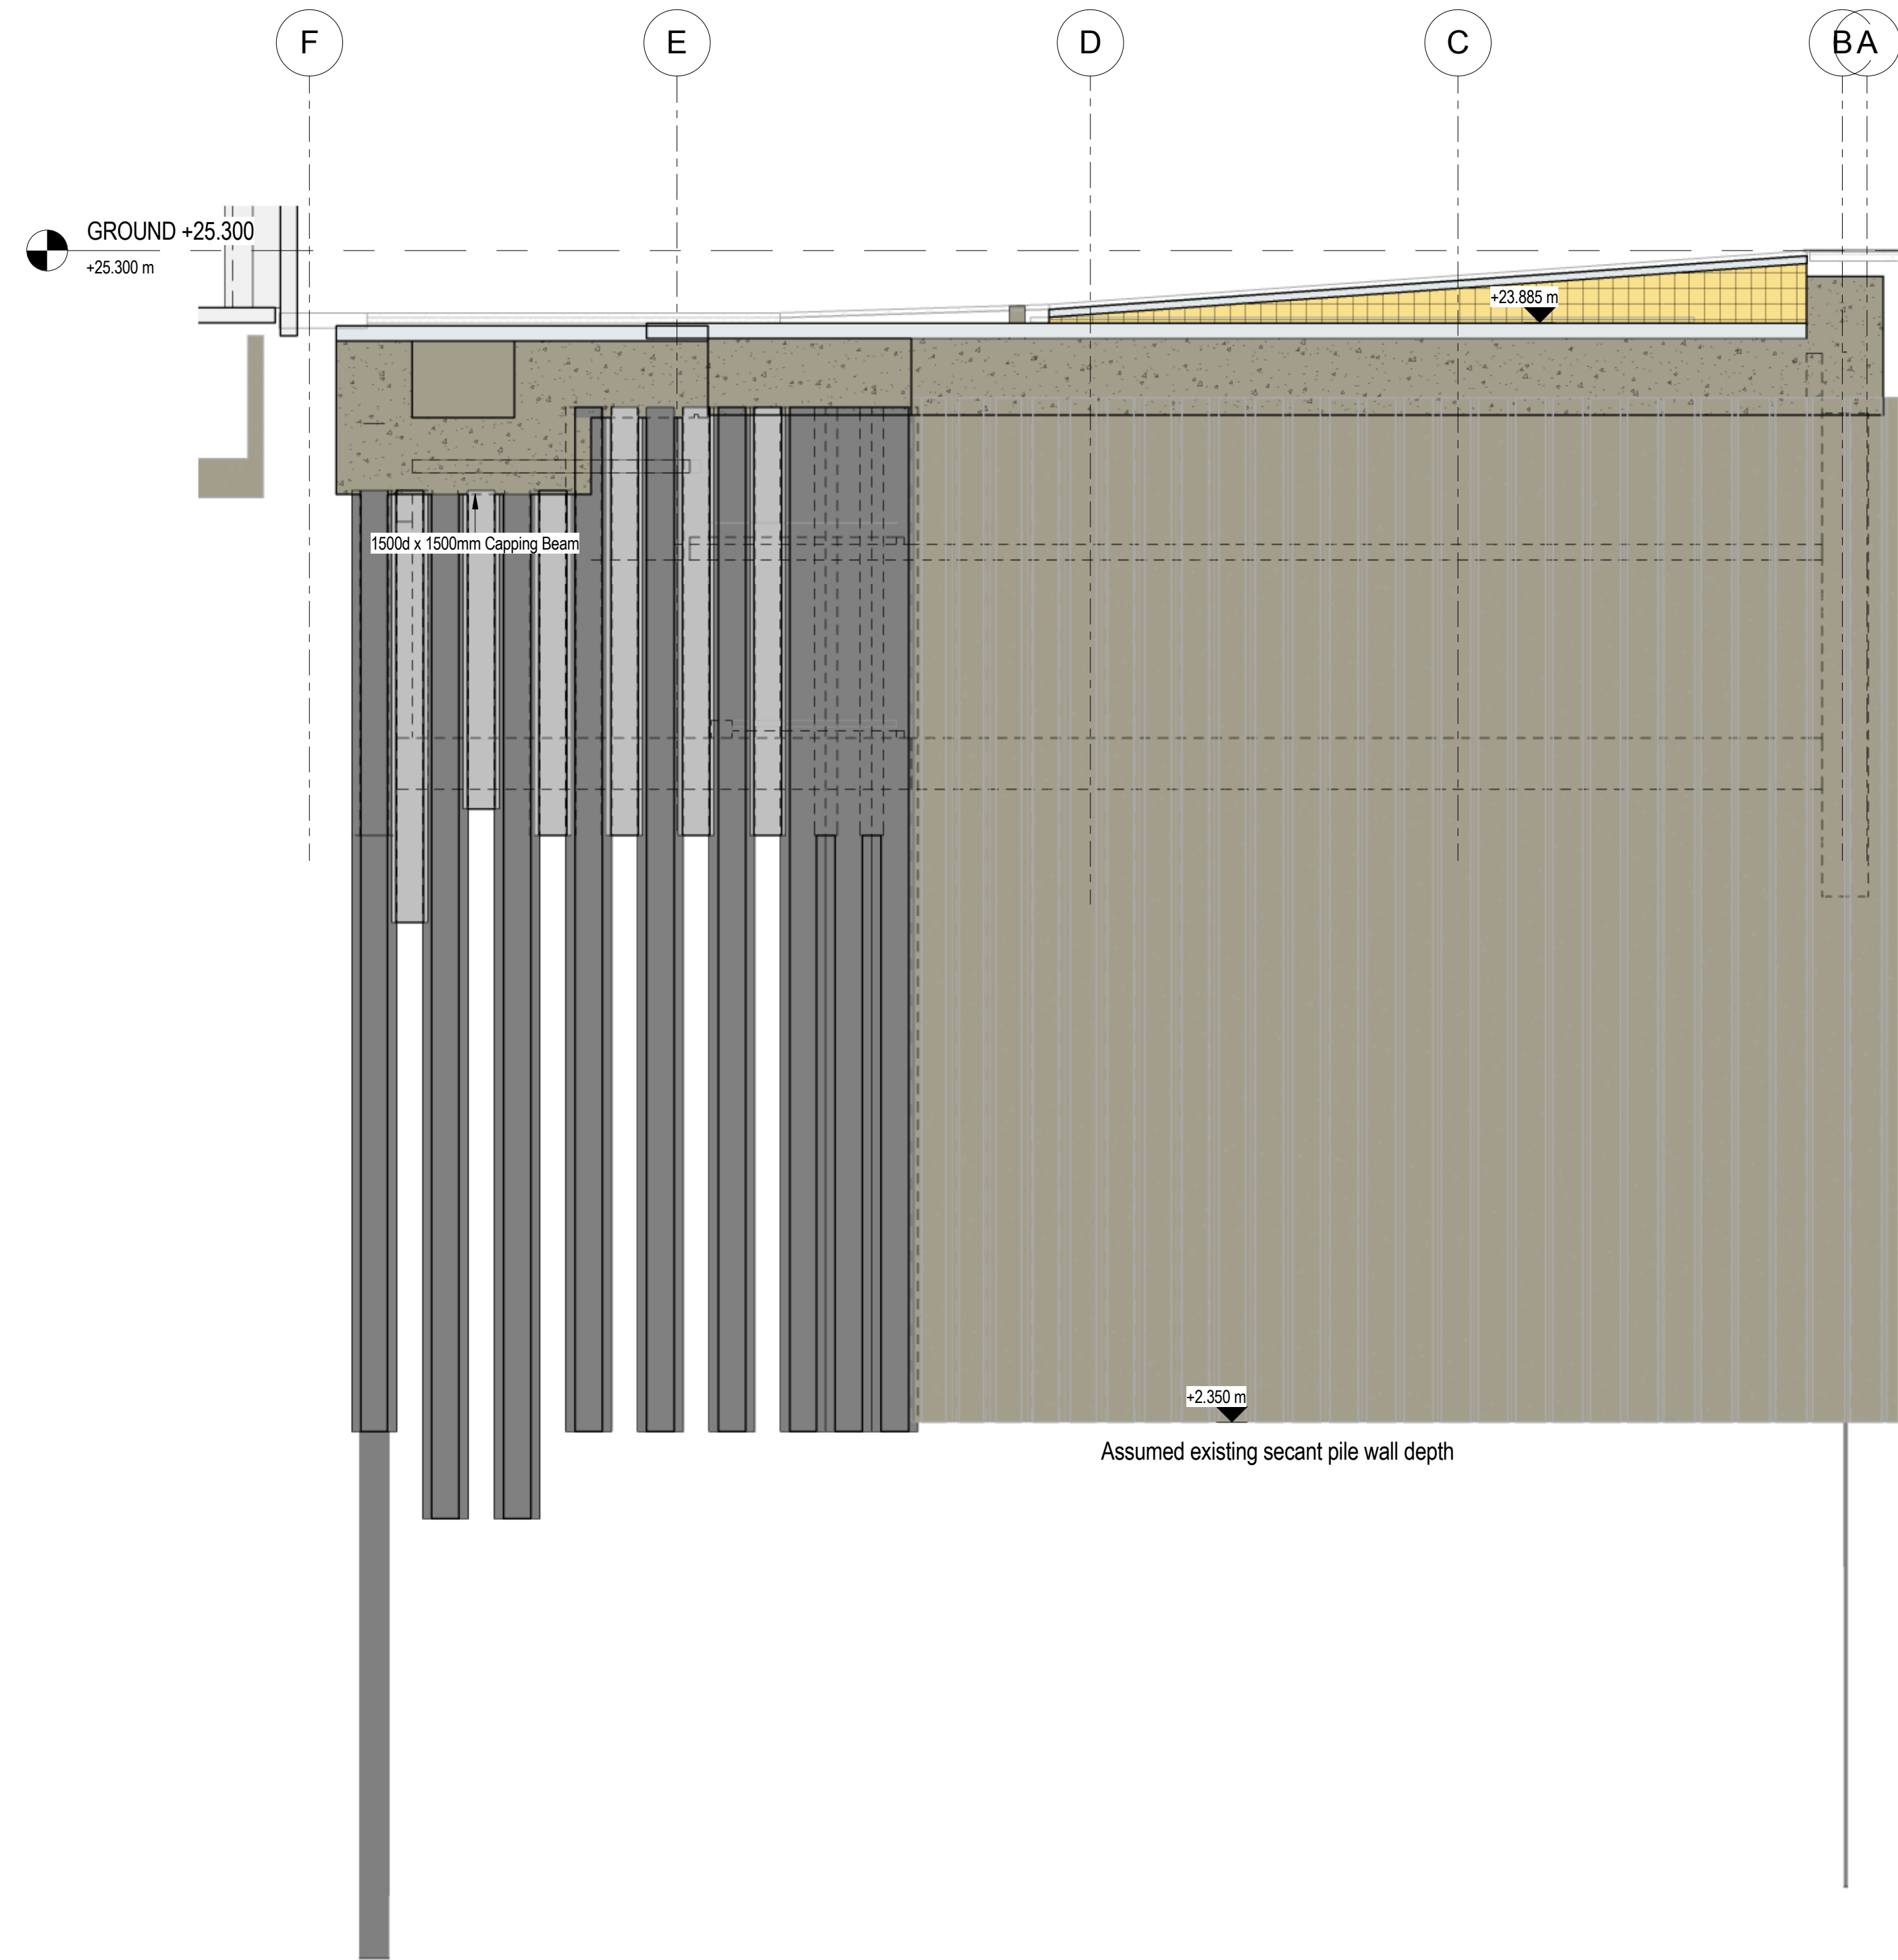 F
E
D
C
B
A
GROUND +25.300
+25.300 m
+23.885 m
1500d x 1500mm Capping Beam
+2.350 m
Assumed existing secant pile wall depth